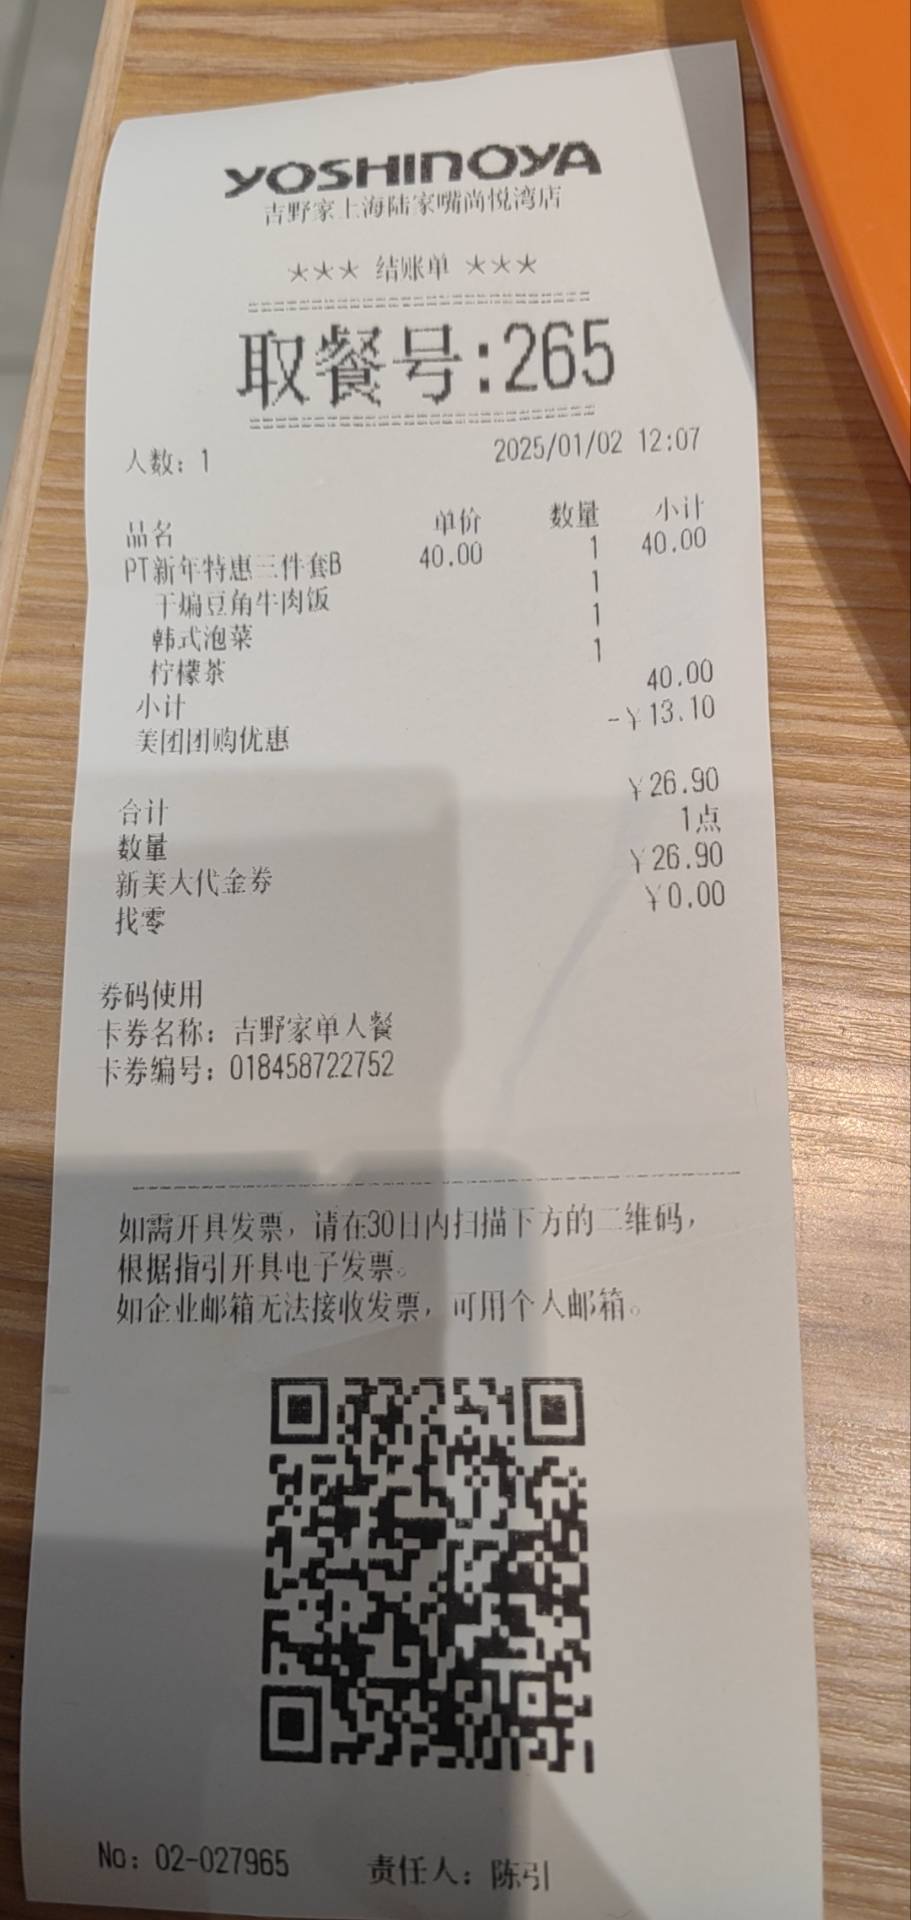 YOSHINOYA
吉野家上海陆家嘴尚悦湾店
*** 结账单 ***
取餐号:265
人数: 1 2025/01/02 12:07
品名 单价 数量 小计
PT新年特惠三件套B 40.00 1 40.00
干煸豆角牛肉饭 1
韩式泡菜 1
柠檬茶 1
小计 40.00
美团团购优惠 -¥13.10
合计 ¥26.90
数量 1点
新美大代金券 ¥26.90
找零 ¥0.00
券码使用
卡券名称: 吉野家单人餐
卡券编号: 018458722752
如需开具发票, 请在30日内扫描下方的二维码,
根据指引开具电子发票。
如企业邮箱无法接收发票, 可用个人邮箱。
No: 02-027965 责任人: 陈引